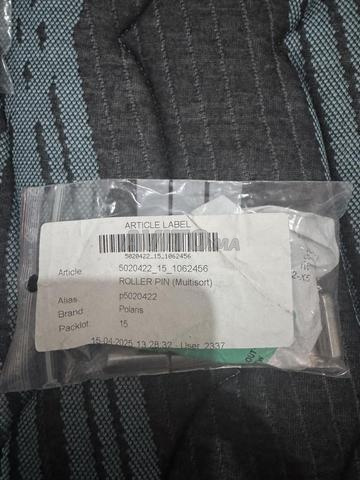 ARTICLE LABEL
5020422_15_1062456
Article: 5020422_15_1062456
ROLLER PIN (Multisort)
Alias: p5020422
Brand Polaris
Packlot: 15
15-04-2025 13:28:32 - User 2337
OUT